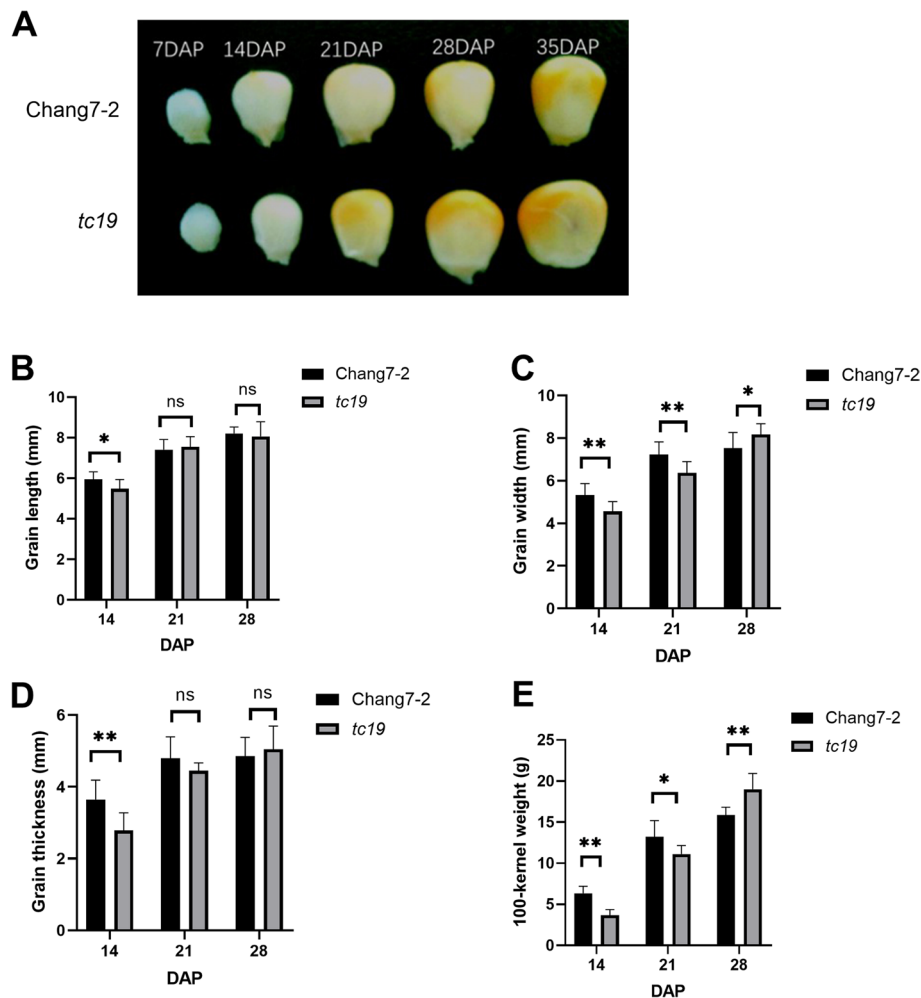 A
7DAP 14DAP 21DAP 28DAP 35DAP
Chang7-2
tc19
B
Chang7-2
tc19
Grain length (mm)
10
8
6
4
2
0
*
ns
ns
14 21 28
DAP
C
Chang7-2
tc19
Grain width (mm)
10
8
6
4
2
0
**
**
*
14 21 28
DAP
D
Chang7-2
tc19
Grain thickness (mm)
6
4
2
0
**
ns
ns
14 21 28
DAP
E
Chang7-2
tc19
100-kernel weight (g)
25
20
15
10
5
0
**
*
**
14 21 28
DAP